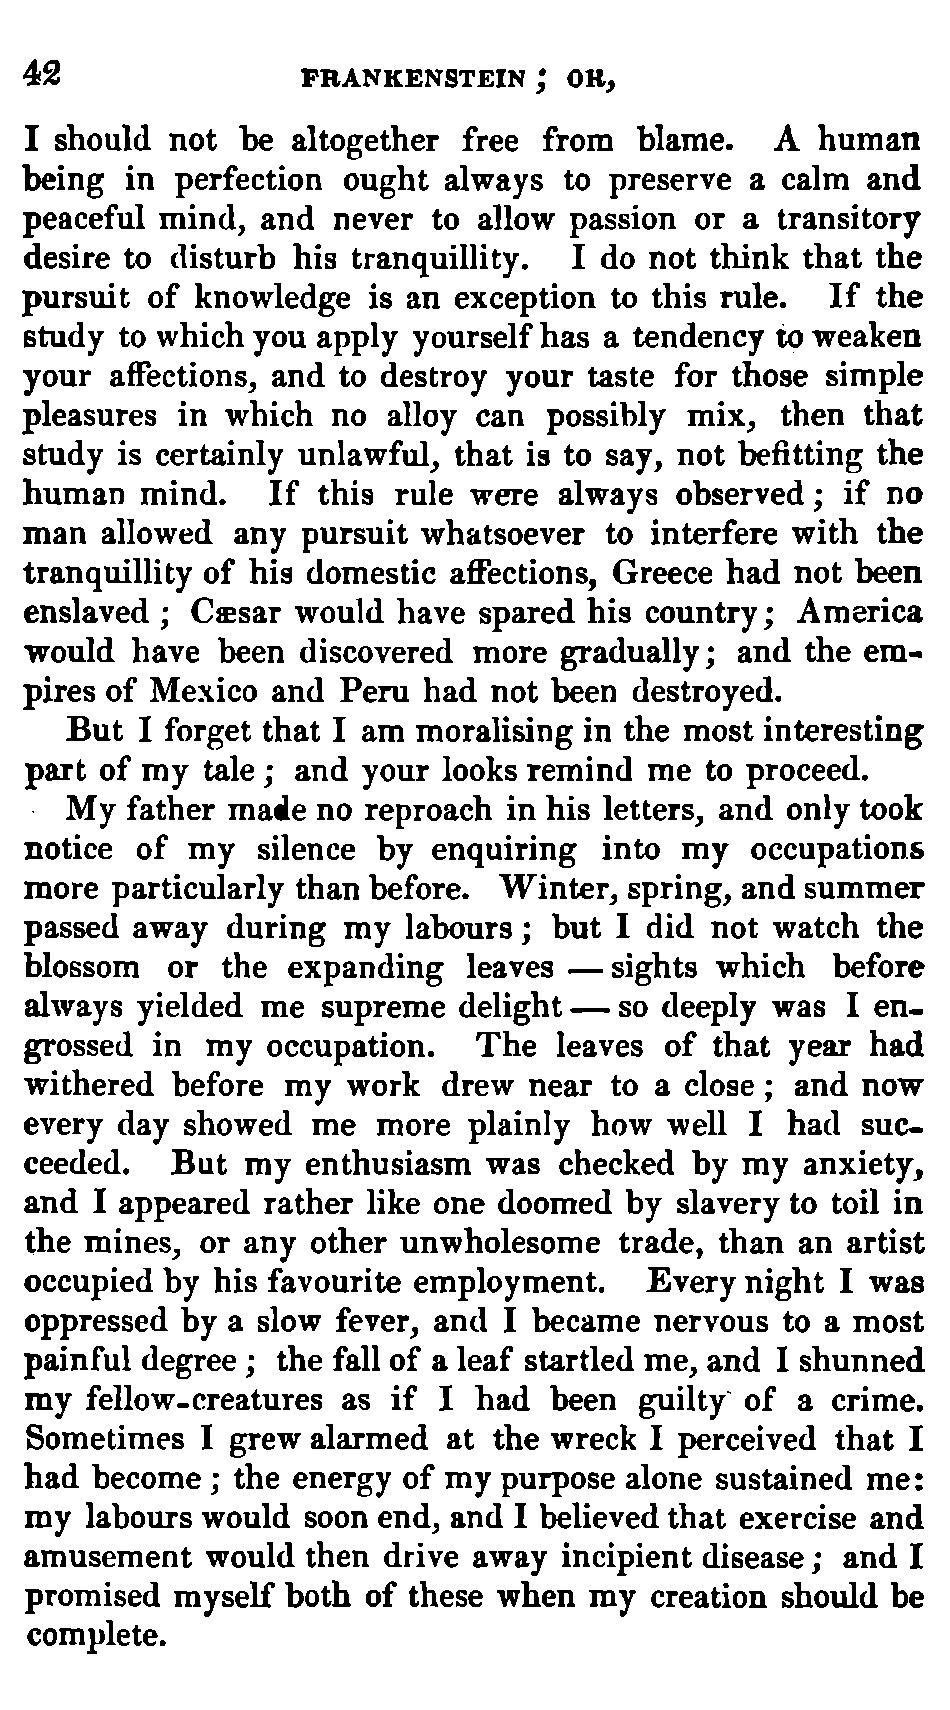 42 FRANKENSTEIN; OR,
I should not be altogether free from blame. A human
being in perfection ought always to preserve a calm and
peaceful mind, and never to allow passion or a transitory
desire to disturb his tranquillity. I do not think that the
pursuit of knowledge is an exception to this rule. If the
study to which you apply yourself has a tendency to weaken
your affections, and to destroy your taste for those simple
pleasures in which no alloy can possibly mix, then that
study is certainly unlawful, that is to say, not befitting the
human mind. If this rule were always observed; if no
man allowed any pursuit whatsoever to interfere with the
tranquillity of his domestic affections, Greece had not been
enslaved; Cæsar would have spared his country; America
would have been discovered more gradually; and the em-
pires of Mexico and Peru had not been destroyed.
But I forget that I am moralising in the most interesting
part of my tale; and your looks remind me to proceed.
My father made no reproach in his letters, and only took
notice of my silence by enquiring into my occupations
more particularly than before. Winter, spring, and summer
passed away during my labours; but I did not watch the
blossom or the expanding leaves — sights which before
always yielded me supreme delight — so deeply was I en-
grossed in my occupation. The leaves of that year had
withered before my work drew near to a close; and now
every day showed me more plainly how well I had suc-
ceeded. But my enthusiasm was checked by my anxiety,
and I appeared rather like one doomed by slavery to toil in
the mines, or any other unwholesome trade, than an artist
occupied by his favourite employment. Every night I was
oppressed by a slow fever, and I became nervous to a most
painful degree; the fall of a leaf startled me, and I shunned
my fellow-creatures as if I had been guilty of a crime.
Sometimes I grew alarmed at the wreck I perceived that I
had become; the energy of my purpose alone sustained me:
my labours would soon end, and I believed that exercise and
amusement would then drive away incipient disease; and I
promised myself both of these when my creation should be
complete.